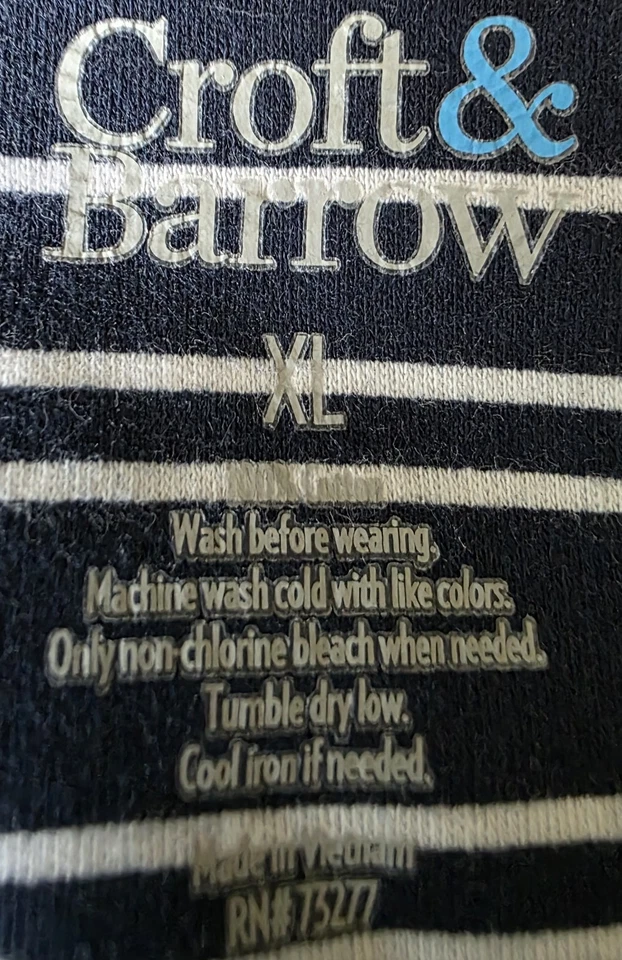 Croft &
Barrow
XL
Wash before wearing.
Machine wash cold with like colors.
Only non-chlorine bleach when needed.
Tumble dry low.
Cool iron if needed.
Made in Vietnam
RN# 75277